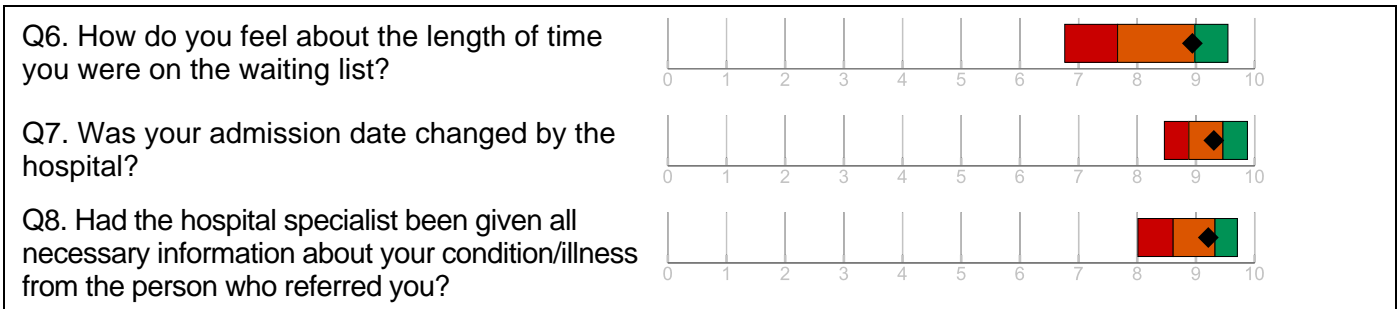 Q6. How do you feel about the length of time
you were on the waiting list?
0 1 2 3 4 5 6 7 8 9 10
Q7. Was your admission date changed by the
hospital?
0 1 2 3 4 5 6 7 8 9 10
Q8. Had the hospital specialist been given all
necessary information about your condition/illness
from the person who referred you?
0 1 2 3 4 5 6 7 8 9 10